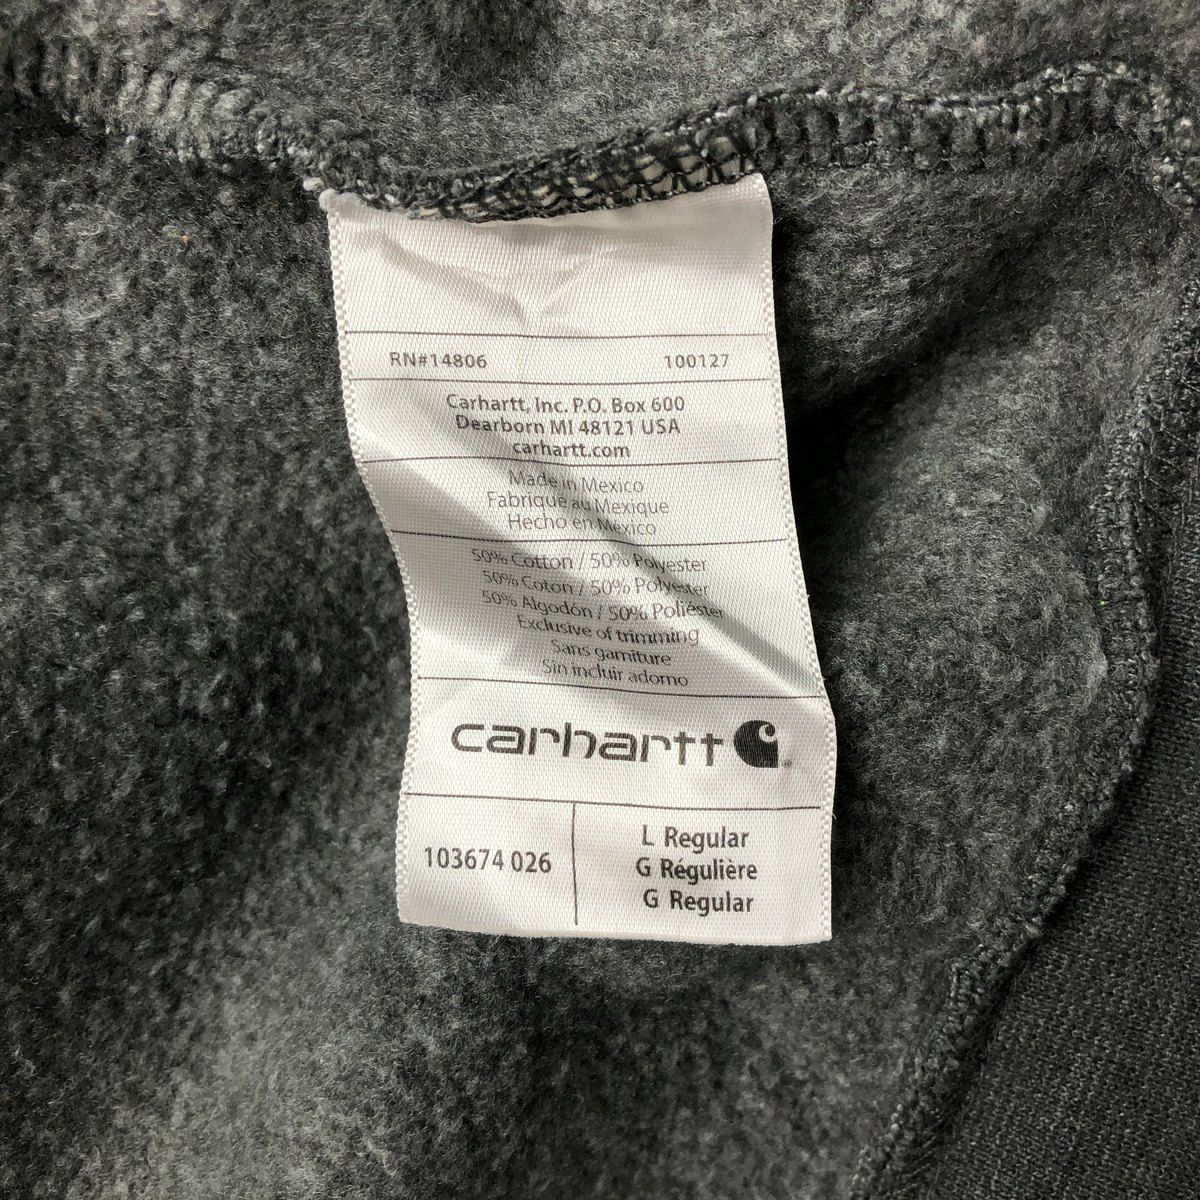 RN#14806 100127
Carhartt, Inc. P.O. Box 600
Dearborn MI 48121 USA
carhartt.com
Made in Mexico
Fabriqué au Mexique
Hecho en Mexico
50% Cotton / 50% Polyester
50% Coton / 50% Polyester
50% Algodón / 50% Poliéster
Exclusive of trimming
Sans garniture
Sin incluir adorno
carhartt
103674 026
L Regular
G Régulière
G Regular